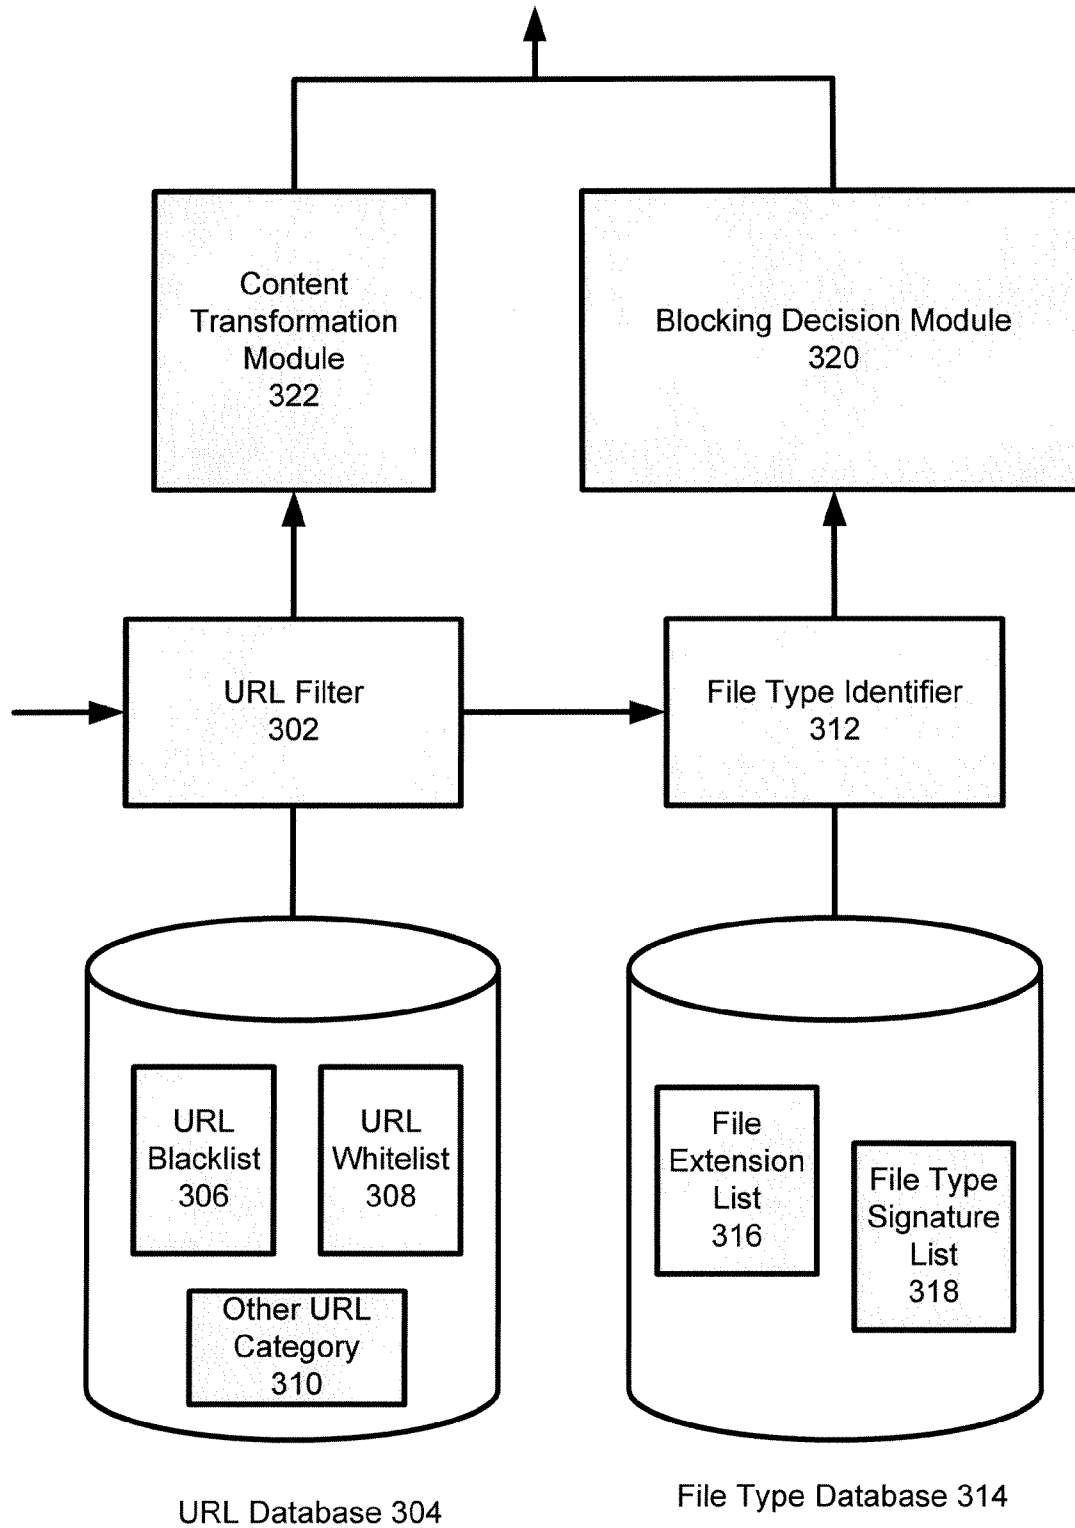 Content
Transformation
Module
322
Blocking Decision Module
320
URL Filter
302
File Type Identifier
312
URL
Blacklist
306
URL
Whitelist
308
Other URL
Category
310
File
Extension
List
316
File Type
Signature
List
318
URL Database 304
File Type Database 314